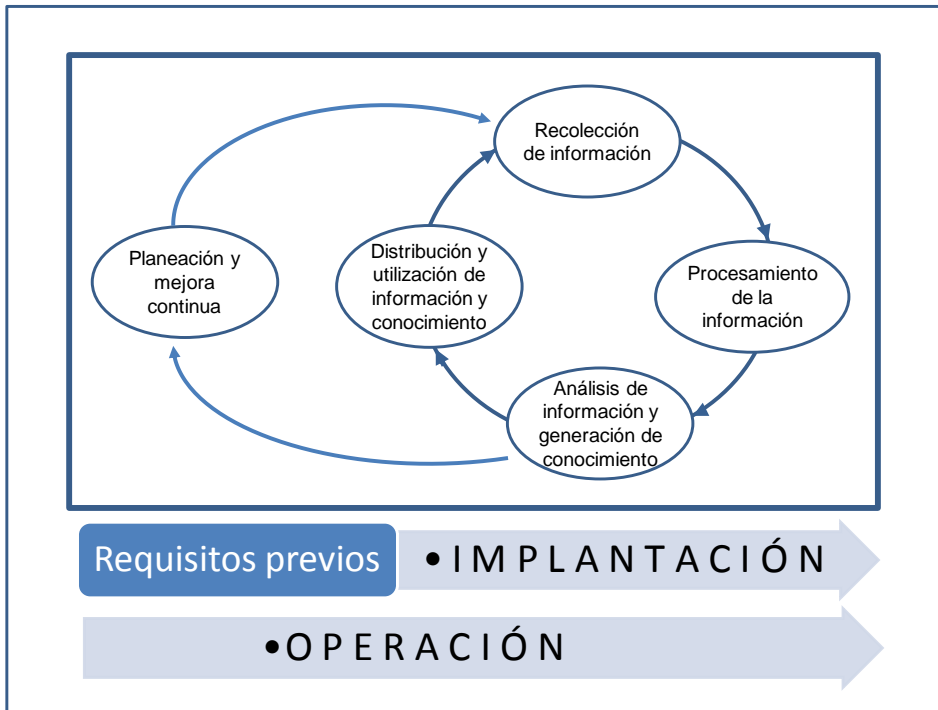 Recolección
de información
Planeación y
mejora
continua
Distribución y
utilización de
información y
conocimiento
Procesamiento
de la
información
Análisis de
información y
generación de
conocimiento
Requisitos previos
•IMPLANTACIÓN
•OPERACIÓN